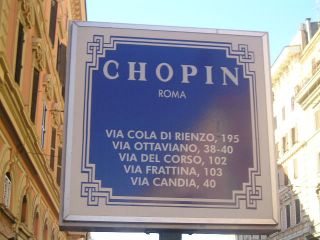 CHOPIN
ROMA
VIA COLA DI RIENZO, 195
VIA OTTAVIANO, 38-40
VIA DEL CORSO, 102
VIA FRATTINA, 103
VIA CANDIA, 40